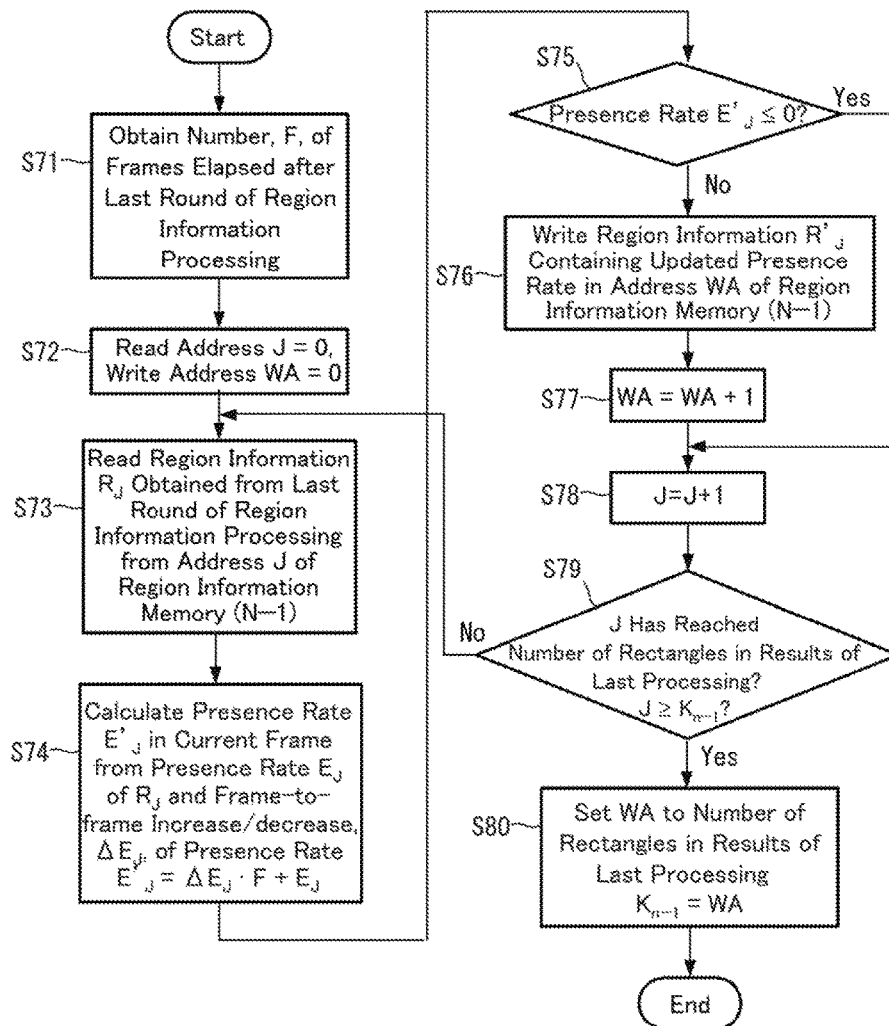 Start
S71
Obtain Number, F, of
Frames Elapsed after
Last Round of Region
Information
Processing
S72
Read Address J = 0,
Write Address WA = 0
S73
Read Region Information
R_J Obtained from Last
Round of Region
Information Processing
from Address J of
Region Information
Memory (N−1)
S74
Calculate Presence Rate
E'_J in Current Frame
from Presence Rate E_J
of R_J and Frame-to-
frame Increase/decrease,
ΔE_J, of Presence Rate
E'_J = ΔE_J · F + E_J
S75
Presence Rate E'_J ≤ 0?
Yes
No
S76
Write Region Information R'_J
Containing Updated Presence
Rate in Address WA of Region
Information Memory (N−1)
S77
WA = WA + 1
S78
J=J+1
S79
J Has Reached
Number of Rectangles in Results of
Last Processing?
J ≥ K_{n−1}?
No
Yes
S80
Set WA to Number of
Rectangles in Results of
Last Processing
K_{n−1} = WA
End